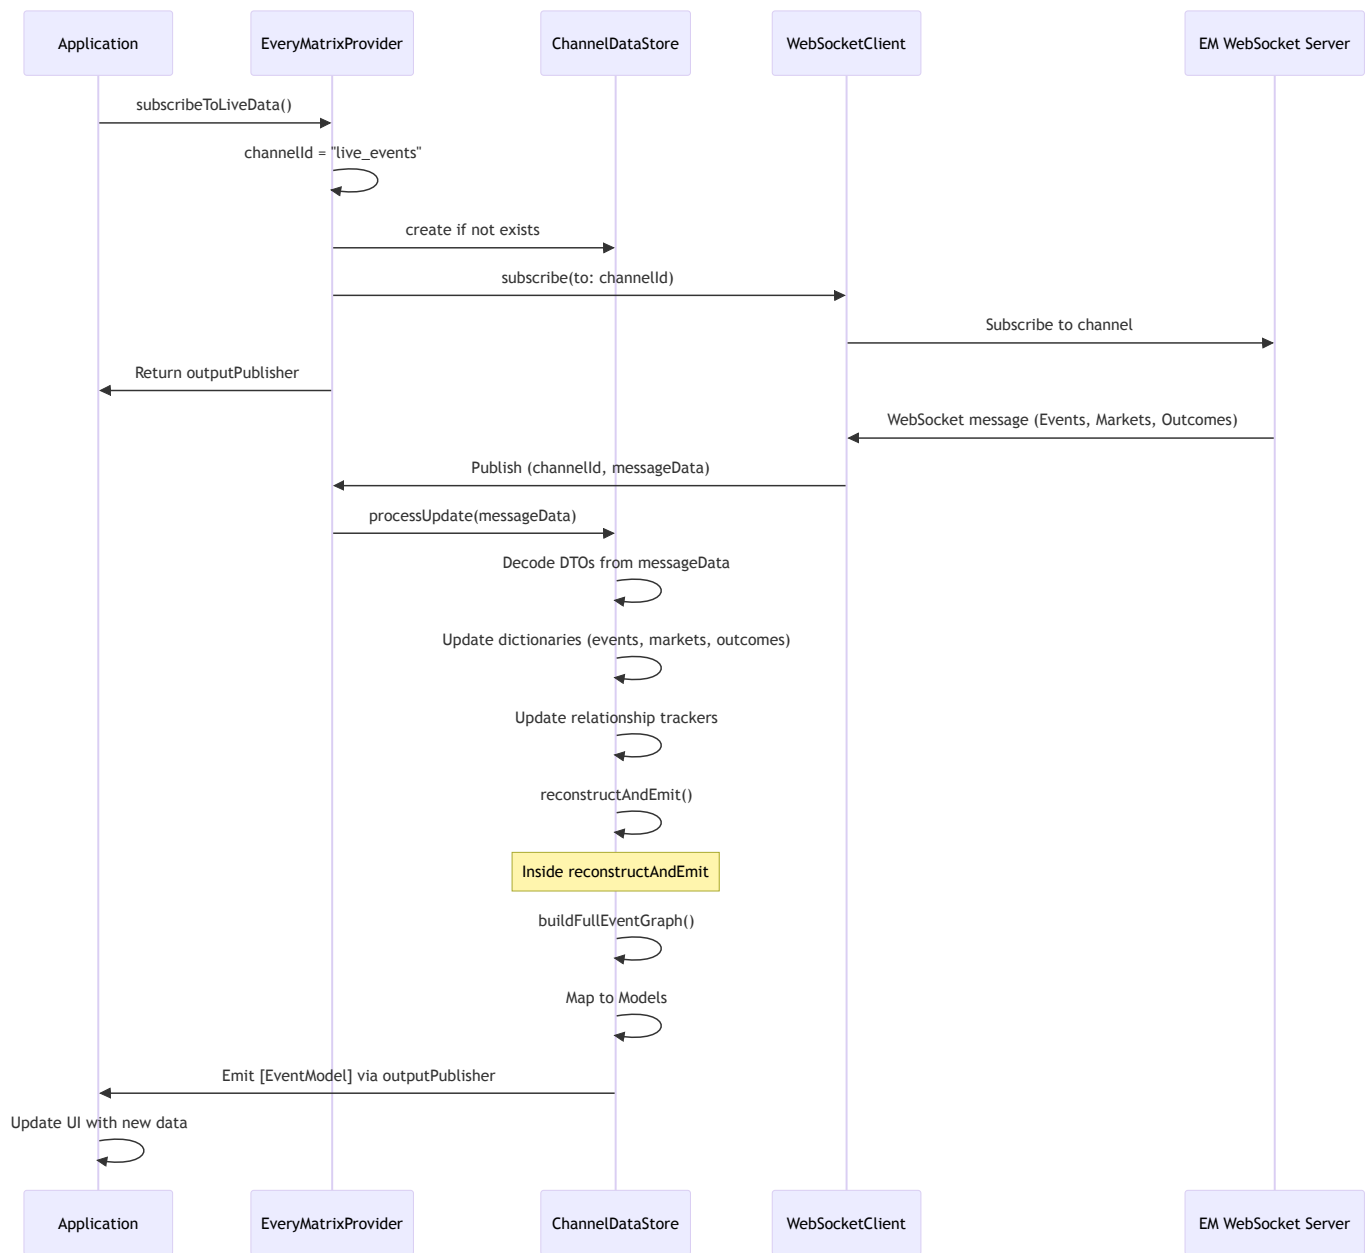 Application
EveryMatrixProvider
ChannelDataStore
WebSocketClient
EM WebSocket Server
subscribeToLiveData()
channelId = "live_events"
create if not exists
subscribe(to: channelId)
Subscribe to channel
Return outputPublisher
WebSocket message (Events, Markets, Outcomes)
Publish (channelId, messageData)
processUpdate(messageData)
Decode DTOs from messageData
Update dictionaries (events, markets, outcomes)
Update relationship trackers
reconstructAndEmit()
Inside reconstructAndEmit
buildFullEventGraph()
Map to Models
Emit [EventModel] via outputPublisher
Update UI with new data
Application
EveryMatrixProvider
ChannelDataStore
WebSocketClient
EM WebSocket Server